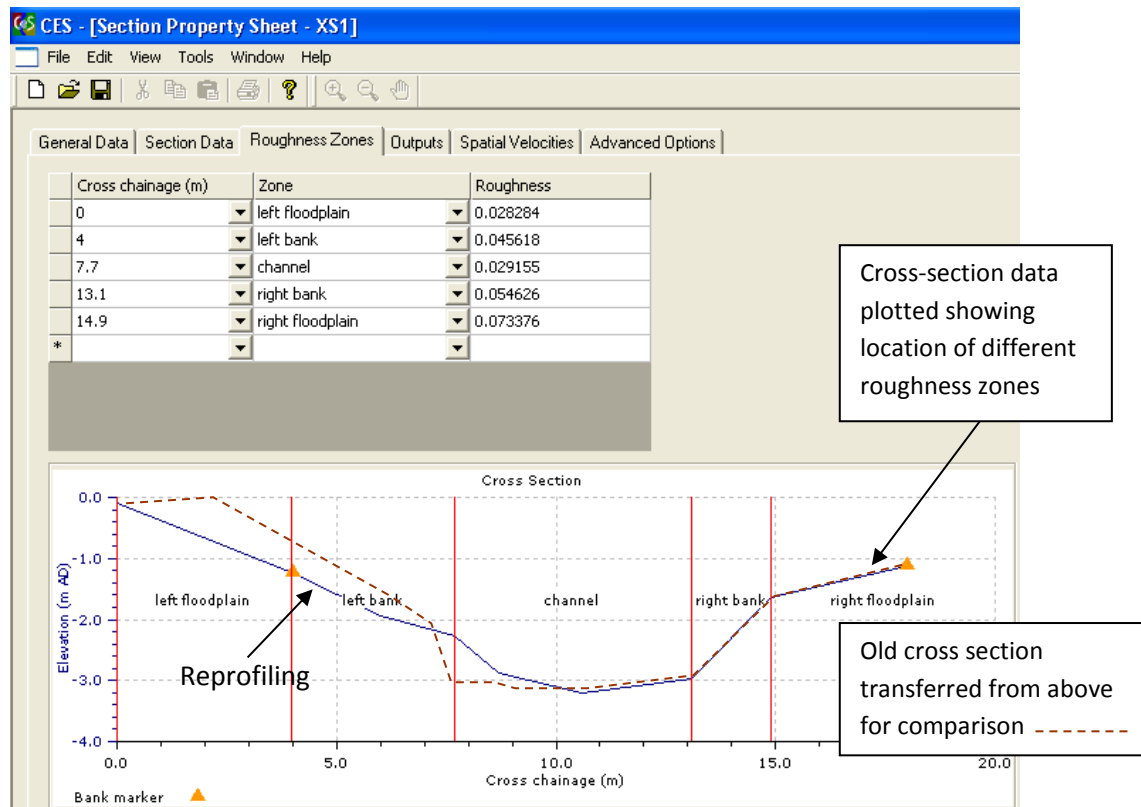 CES - [Section Property Sheet - XS1]
File Edit View Tools Window Help
General Data Section Data Roughness Zones Outputs Spatial Velocities Advanced Options
Cross chainage (m) Zone Roughness
0 left floodplain 0.028284
4 left bank 0.045618
7.7 channel 0.029155
13.1 right bank 0.054626
14.9 right floodplain 0.073376
*
Cross-section data
plotted showing
location of different
roughness zones
Cross Section
0.0
-1.0
-2.0
-3.0
-4.0
Elevation (m AD)
left floodplain left bank channel right bank right floodplain
Reprofiling
Old cross section
transferred from above
for comparison
0.0 5.0 10.0 15.0 20.0
Cross chainage (m)
Bank marker